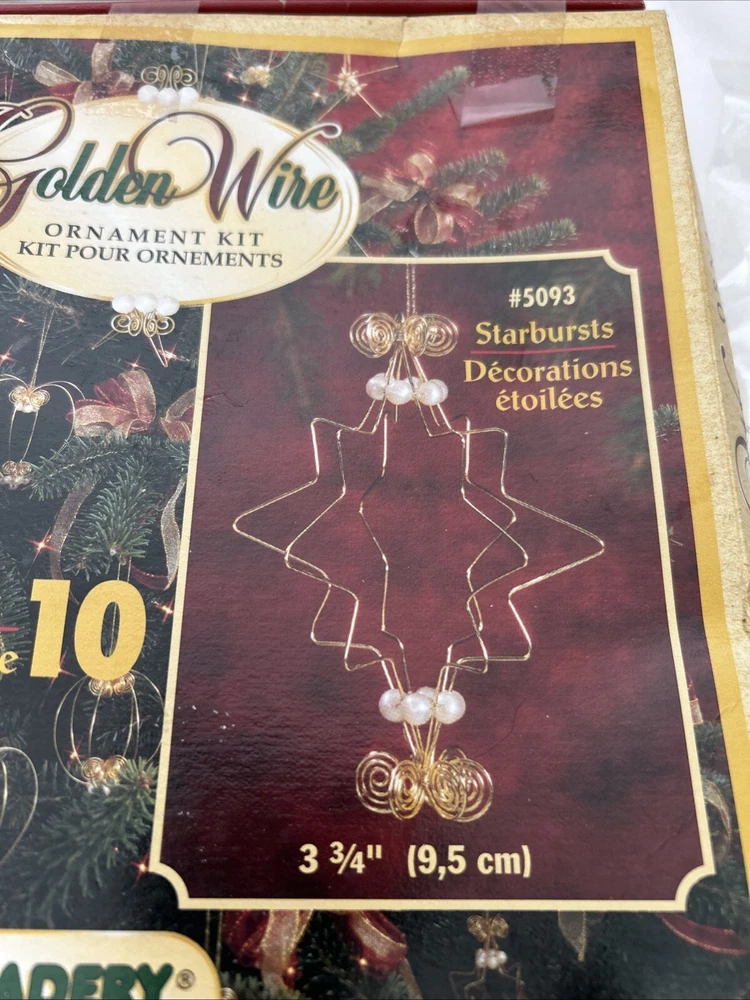 Golden Wire
ORNAMENT KIT
KIT POUR ORNEMENTS
#5093
Starbursts
Décorations
étoilées
10
3 3/4" (9,5 cm)